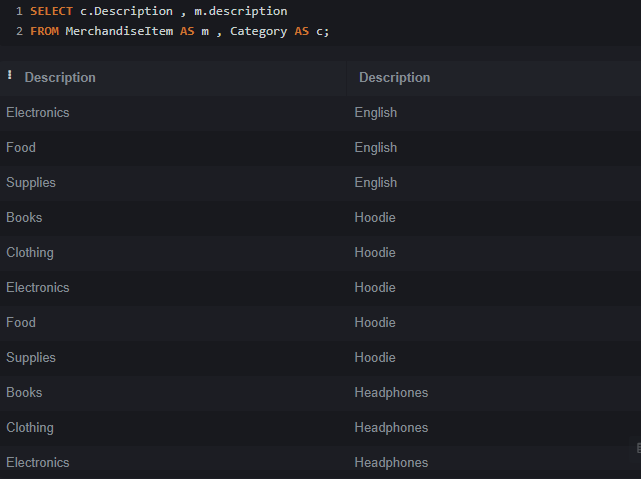 1 SELECT c.Description , m.description
2 FROM MerchandiseItem AS m , Category AS c;
Description Description
Electronics English
Food English
Supplies English
Books Hoodie
Clothing Hoodie
Electronics Hoodie
Food Hoodie
Supplies Hoodie
Books Headphones
Clothing Headphones
Electronics Headphones